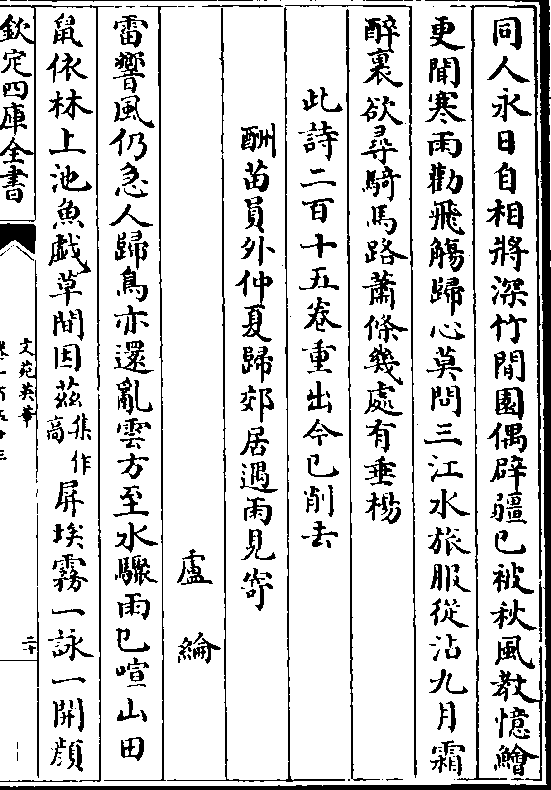 同人永日自相將深竹閒園偶辟疆已被秋風教憶鱠
更聞寒雨勸飛觴歸心莫問三江水旅服從沾九月霜
醉裏欲尋騎馬路蕭條幾處有垂楊
此詩二百十五卷重出今已削去
酬苗員外仲夏歸郊居遇雨見寄
盧綸
雷響風仍急人歸鳥亦還亂雲方至水驟雨已喧山田
鼠依林上池魚戯草間因茲集作高屏埃霧一詠一開顔
欽定四庫全書
文苑英華